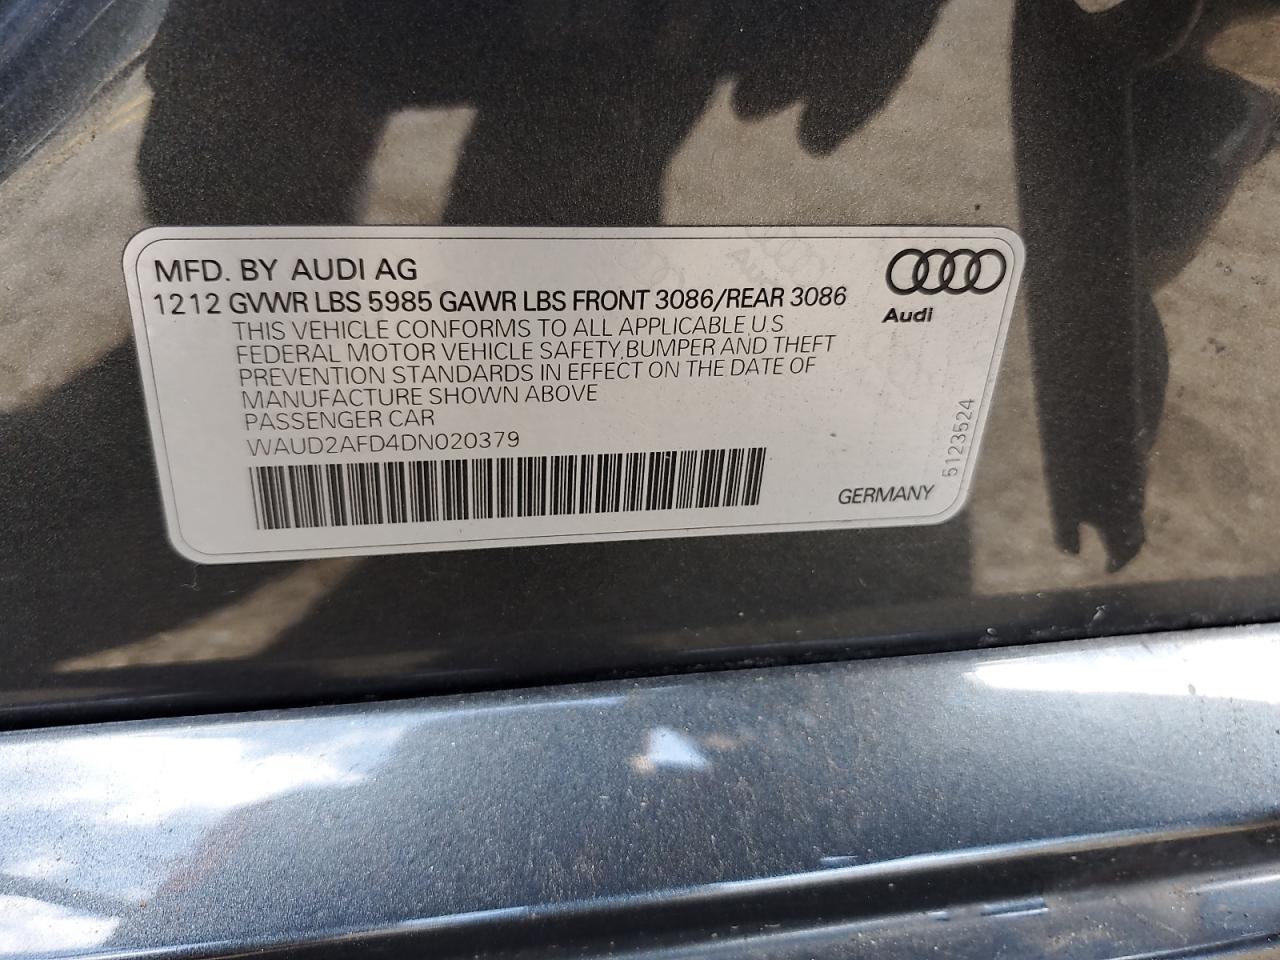 MFD. BY AUDI AG
1212 GVWR LBS 5985 GAWR LBS FRONT 3086/REAR 3086
THIS VEHICLE CONFORMS TO ALL APPLICABLE U.S.
FEDERAL MOTOR VEHICLE SAFETY, BUMPER AND THEFT
PREVENTION STANDARDS IN EFFECT ON THE DATE OF
MANUFACTURE SHOWN ABOVE
PASSENGER CAR
WAUD2AFD4DN020379
Audi
5123524
GERMANY